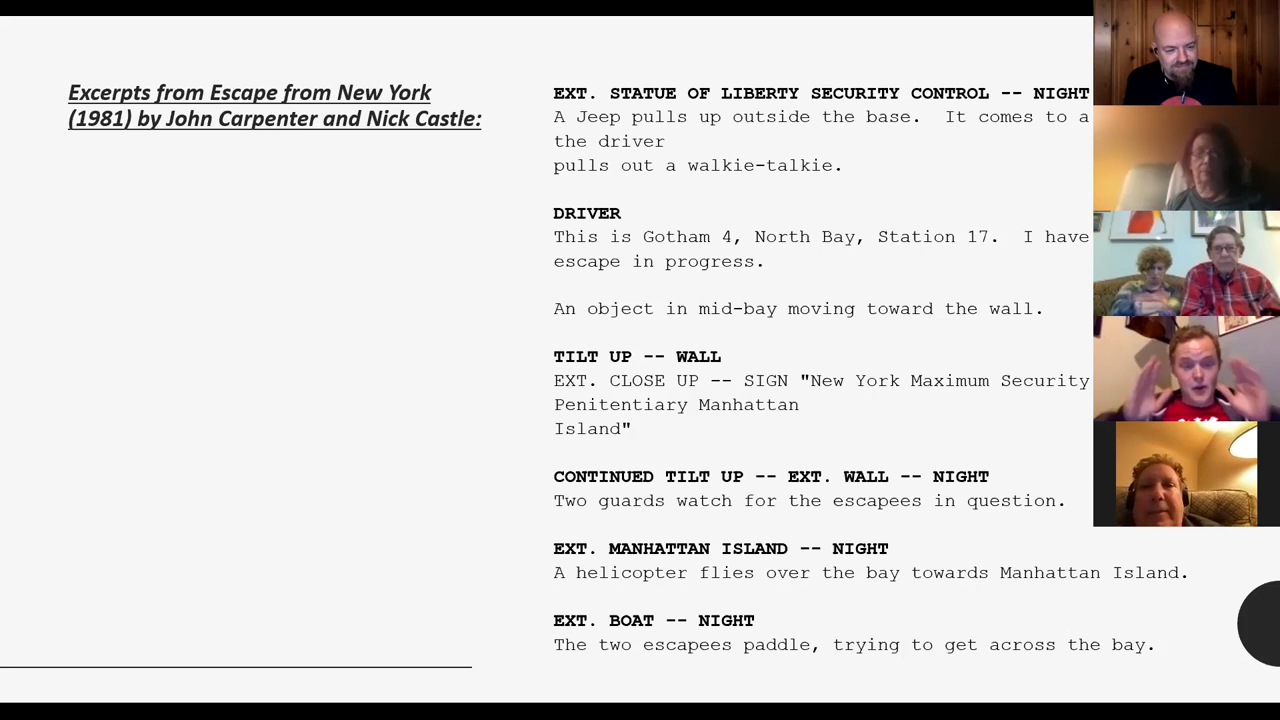 Excerpts from Escape from New York
(1981) by John Carpenter and Nick Castle:
EXT. STATUE OF LIBERTY SECURITY CONTROL -- NIGHT
A Jeep pulls up outside the base.  It comes to a
the driver
pulls out a walkie-talkie.
DRIVER
This is Gotham 4, North Bay, Station 17.  I have
escape in progress.
An object in mid-bay moving toward the wall.
TILT UP -- WALL
EXT. CLOSE UP -- SIGN "New York Maximum Security
Penitentiary Manhattan
Island"
CONTINUED TILT UP -- EXT. WALL -- NIGHT
Two guards watch for the escapees in question.
EXT. MANHATTAN ISLAND -- NIGHT
A helicopter flies over the bay towards Manhattan Island.
EXT. BOAT -- NIGHT
The two escapees paddle, trying to get across the bay.